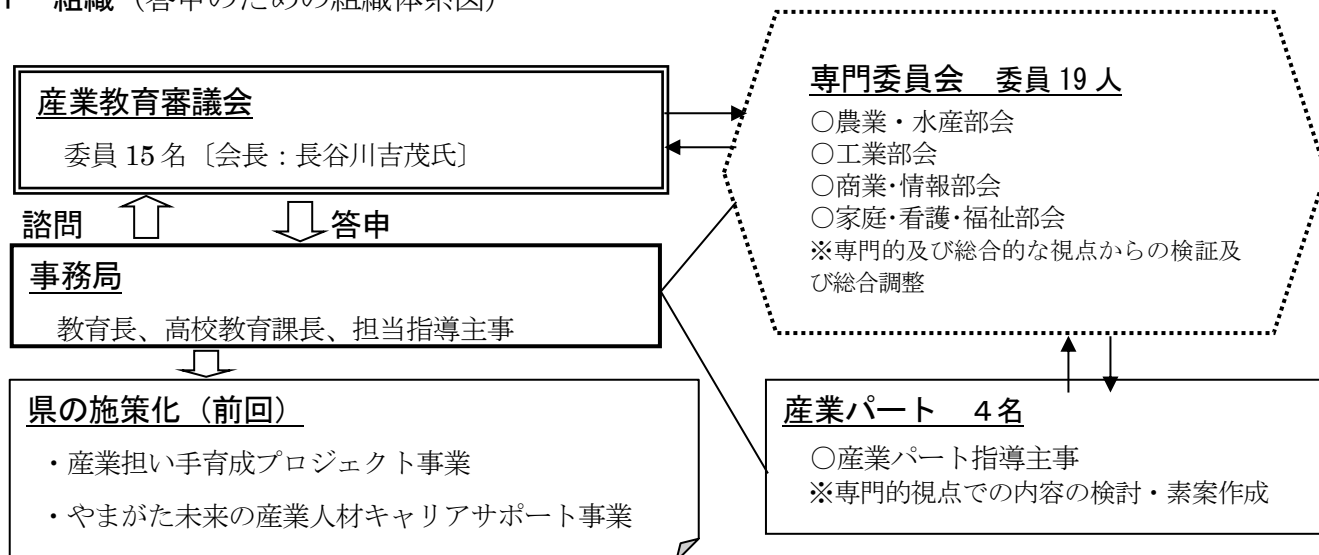 組織（答申のための組織体系図）
産業教育審議会
委員 15 名〔会長：長谷川吉茂氏〕
諮問
答申
事務局
教育長、高校教育課長、担当指導主事
県の施策化（前回）
・産業担い手育成プロジェクト事業
・やまがた未来の産業人材キャリアサポート事業
専門委員会　委員 19 人
○農業・水産部会
○工業部会
○商業・情報部会
○家庭・看護・福祉部会
※専門的及び総合的な視点からの検証及
び総合調整
産業パート　４名
○産業パート指導主事
※専門的視点での内容の検討・素案作成